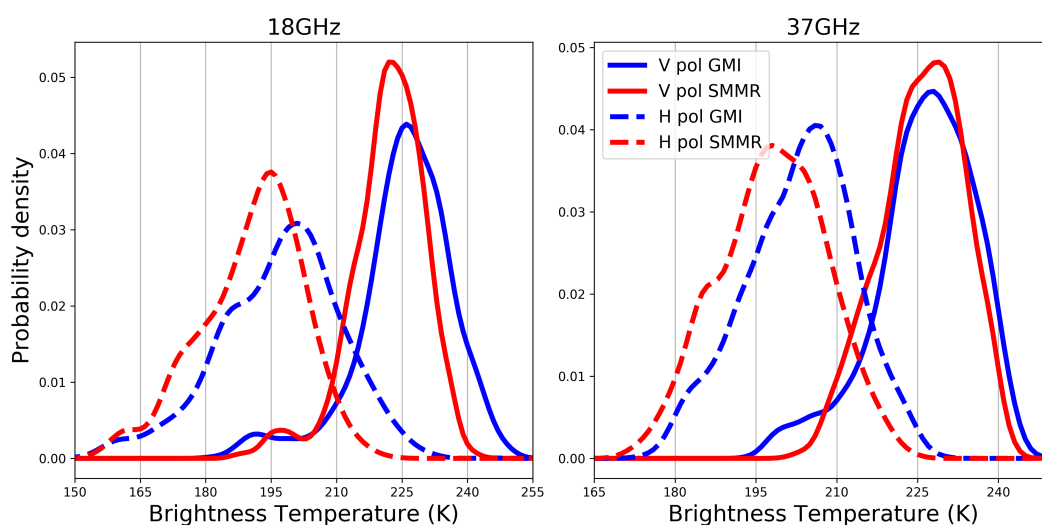 18GHz
37GHz
Probability density
0.05
0.04
0.03
0.02
0.01
0.00
150 165 180 195 210 225 240 255
Brightness Temperature (K)
0.05
0.04
0.03
0.02
0.01
0.00
V pol GMI
V pol SMMR
H pol GMI
H pol SMMR
165 180 195 210 225 240
Brightness Temperature (K)